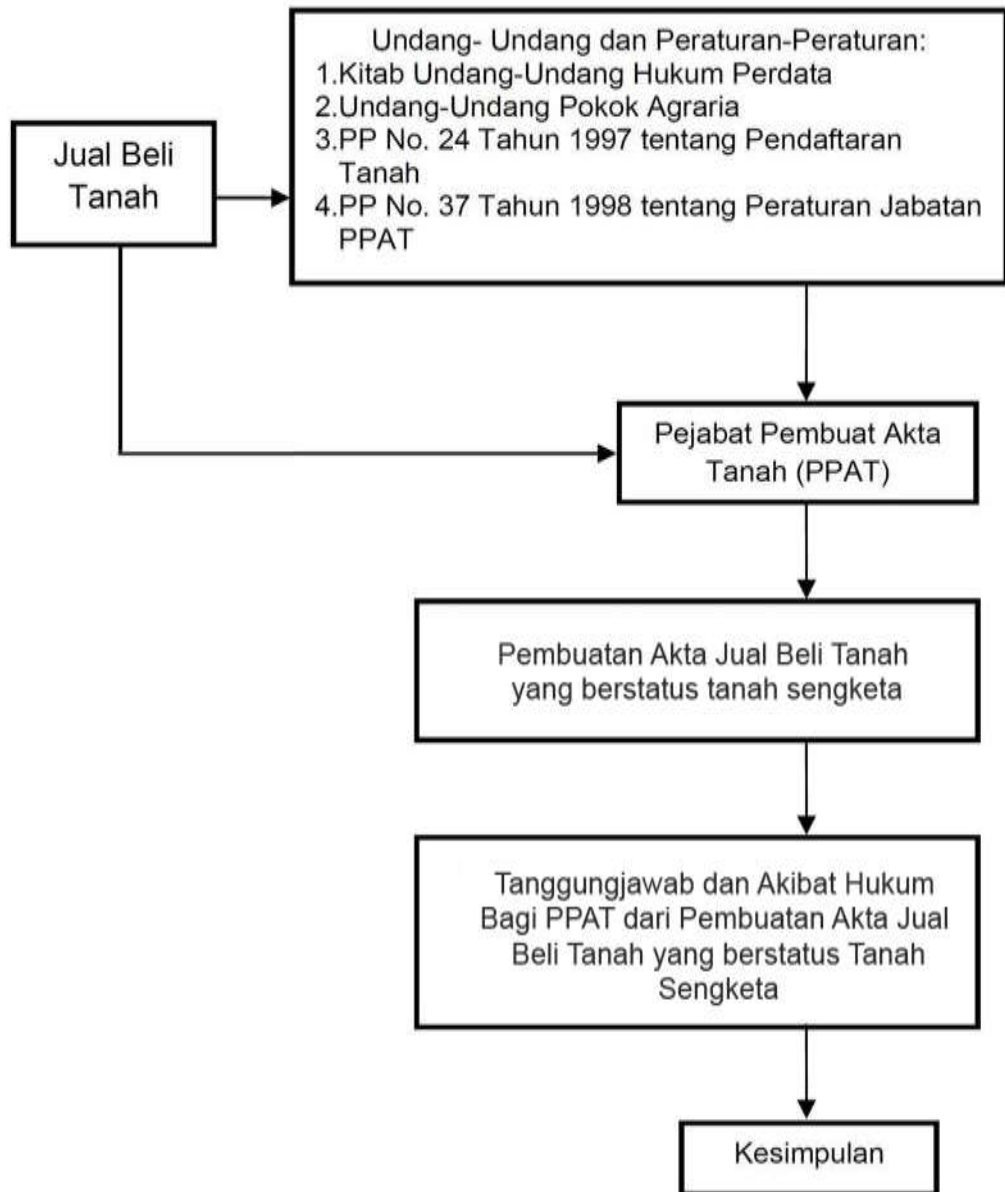 Undang- Undang dan Peraturan-Peraturan:
1.Kitab Undang-Undang Hukum Perdata
2.Undang-Undang Pokok Agraria
3.PP No. 24 Tahun 1997 tentang Pendaftaran
Tanah
4.PP No. 37 Tahun 1998 tentang Peraturan Jabatan
PPAT
Jual Beli
Tanah
Pejabat Pembuat Akta
Tanah (PPAT)
Pembuatan Akta Jual Beli Tanah
yang berstatus tanah sengketa
Tanggungjawab dan Akibat Hukum
Bagi PPAT dari Pembuatan Akta Jual
Beli Tanah yang berstatus Tanah
Sengketa
Kesimpulan